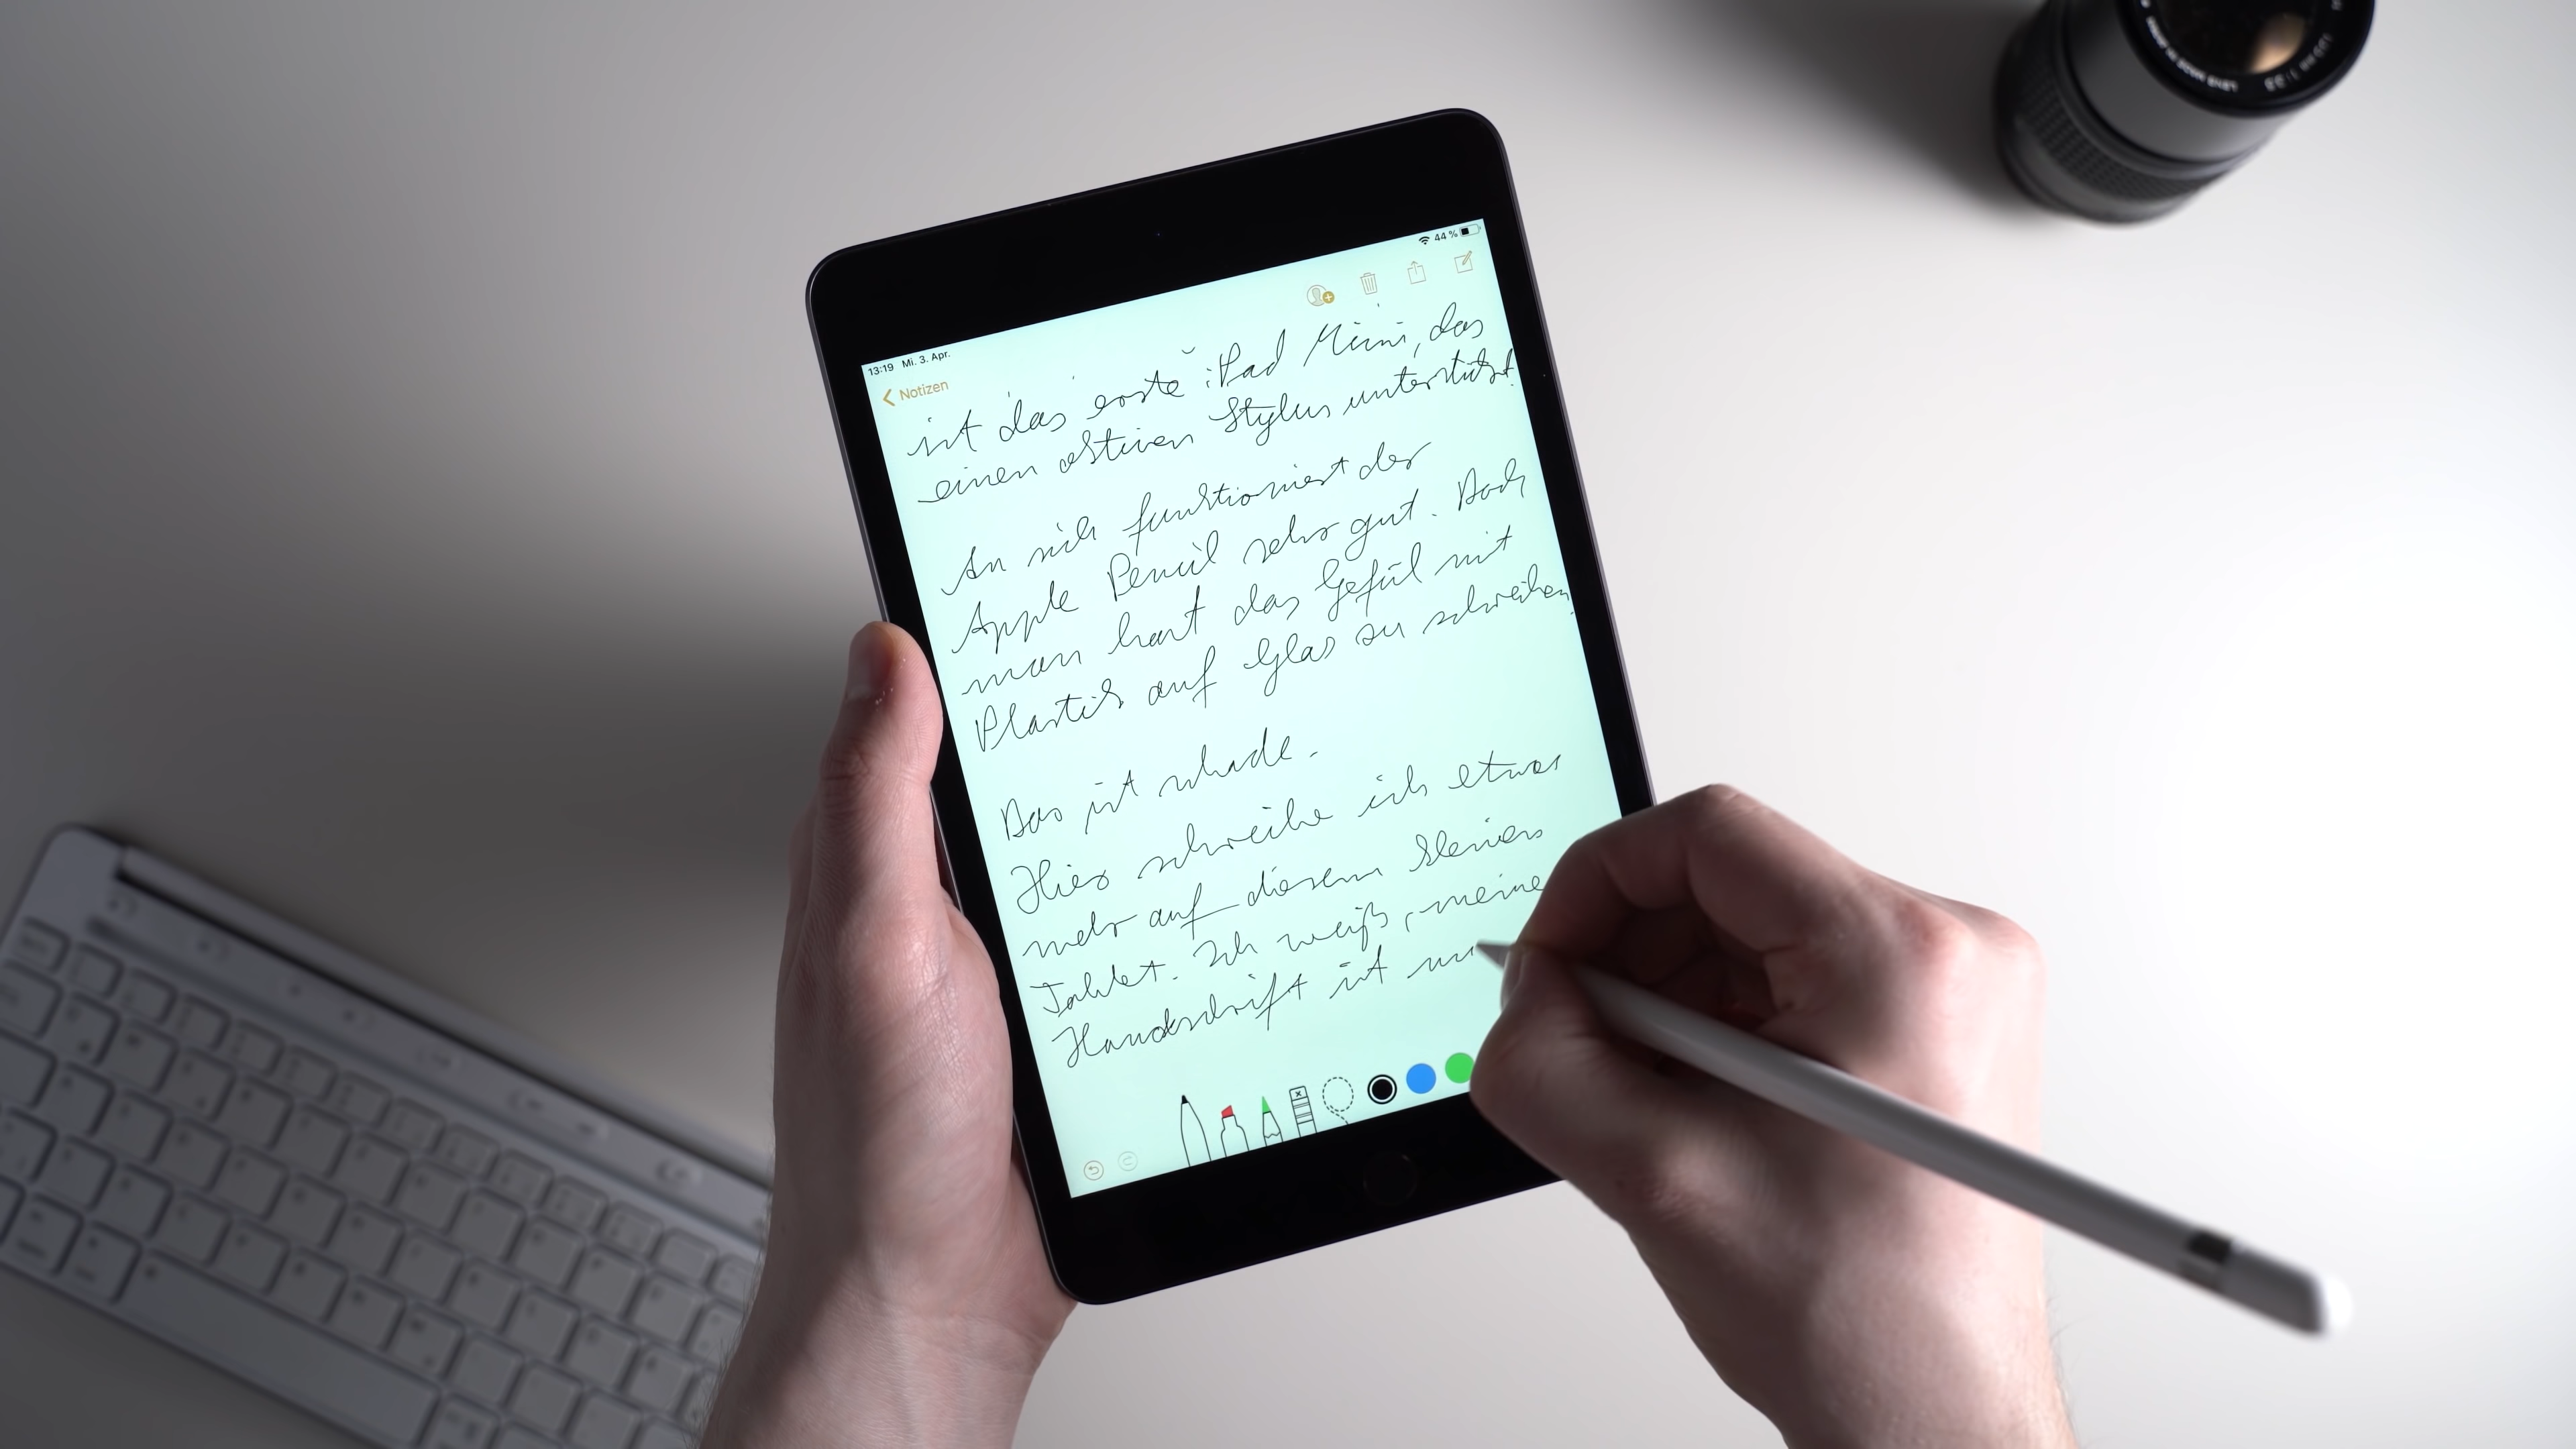 13:19 Mi. 3. Apr. 44 %
Notizen
ist das erste iPad Mini, das
einen aktiven Stylus unterstützt.
An sich funktioniert der
Apple Pencil sehr gut. Doch
man hat das Gefül mit
Plastik auf Glas zu schreiben.
Das ist schade.
Hier schreibe ich etwas
mehr auf diesem kleinen
Tablet. Ich weiß, meine
Handschrift ist